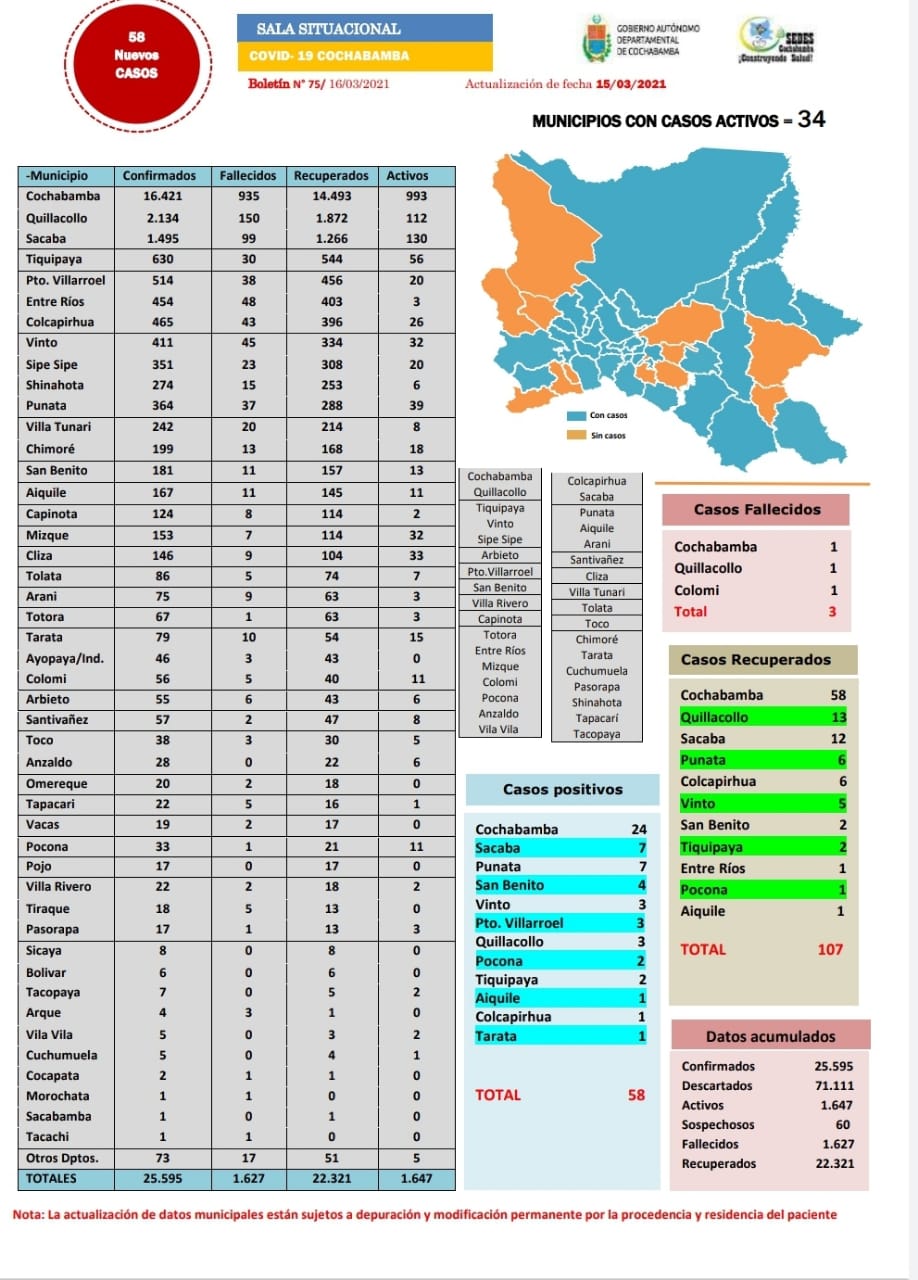 58
Nuevos
CASOS
SALA SITUACIONAL
COVID- 19 COCHABAMBA
Boletín N° 75/ 16/03/2021
Actualización de fecha 15/03/2021
GOBIERNO AUTÓNOMO
DEPARTAMENTAL
DE COCHABAMBA
SEDES
Cochabamba
¡Construyendo Salud!
MUNICIPIOS CON CASOS ACTIVOS = 34
-Municipio Confirmados Fallecidos Recuperados Activos
Cochabamba 16.421 935 14.493 993
Quillacollo 2.134 150 1.872 112
Sacaba 1.495 99 1.266 130
Tiquipaya 630 30 544 56
Pto. Villarroel 514 38 456 20
Entre Ríos 454 48 403 3
Colcapirhua 465 43 396 26
Vinto 411 45 334 32
Sipe Sipe 351 23 308 20
Shinahota 274 15 253 6
Punata 364 37 288 39
Villa Tunari 242 20 214 8
Chimoré 199 13 168 18
San Benito 181 11 157 13
Aiquile 167 11 145 11
Capinota 124 8 114 2
Mizque 153 7 114 32
Cliza 146 9 104 33
Tolata 86 5 74 7
Arani 75 9 63 3
Totora 67 1 63 3
Tarata 79 10 54 15
Ayopaya/Ind. 46 3 43 0
Colomi 56 5 40 11
Arbieto 55 6 43 6
Santivañez 57 2 47 8
Toco 38 3 30 5
Anzaldo 28 0 22 6
Omereque 20 2 18 0
Tapacari 22 5 16 1
Vacas 19 2 17 0
Pocona 33 1 21 11
Pojo 17 0 17 0
Villa Rivero 22 2 18 2
Tiraque 18 5 13 0
Pasorapa 17 1 13 3
Sicaya 8 0 8 0
Bolivar 6 0 6 0
Tacopaya 7 0 5 2
Arque 4 3 1 0
Vila Vila 5 0 3 2
Cuchumuela 5 0 4 1
Cocapata 2 1 1 0
Morochata 1 1 0 0
Sacabamba 1 0 1 0
Tacachi 1 1 0 0
Otros Dptos. 73 17 51 5
TOTALES 25.595 1.627 22.321 1.647
Con casos
Sin casos
Cochabamba
Quillacollo
Tiquipaya
Vinto
Sipe Sipe
Arbieto
Pto.Villarroel
San Benito
Villa Rivero
Capinota
Totora
Entre Ríos
Mizque
Colomi
Pocona
Anzaldo
Vila Vila
Colcapirhua
Sacaba
Punata
Aiquile
Arani
Santivañez
Cliza
Villa Tunari
Tolata
Toco
Chimoré
Tarata
Cuchumuela
Pasorapa
Shinahota
Tapacarí
Tacopaya
Casos Fallecidos
Cochabamba 1
Quillacollo 1
Colomi 1
Total 3
Casos Recuperados
Cochabamba 58
Quillacollo 13
Sacaba 12
Punata 6
Colcapirhua 6
Vinto 5
San Benito 2
Tiquipaya 2
Entre Ríos 1
Pocona 1
Aiquile 1
TOTAL 107
Casos positivos
Cochabamba 24
Sacaba 7
Punata 7
San Benito 4
Vinto 3
Pto. Villarroel 3
Quillacollo 3
Pocona 2
Tiquipaya 2
Aiquile 1
Colcapirhua 1
Tarata 1
TOTAL 58
Datos acumulados
Confirmados 25.595
Descartados 71.111
Activos 1.647
Sospechosos 60
Fallecidos 1.627
Recuperados 22.321
Nota: La actualización de datos municipales están sujetos a depuración y modificación permanente por la procedencia y residencia del paciente